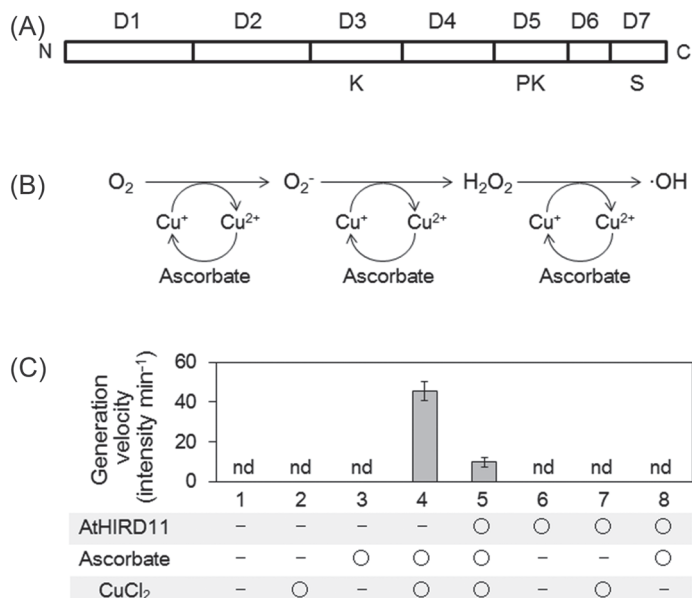 (A) D1 D2 D3 D4 D5 D6 D7
N C
K PK S
(B) O₂ O₂⁻ H₂O₂ ·OH
Cu⁺ Cu²⁺ Cu⁺ Cu²⁺ Cu⁺ Cu²⁺
Ascorbate Ascorbate Ascorbate
(C)
Generation
velocity
(intensity min⁻¹)
60
40
20
0
nd nd nd nd nd nd
1 2 3 4 5 6 7 8
AtHIRD11 – – – – ○ ○ ○ ○
Ascorbate – – ○ ○ ○ – – ○
CuCl₂ – ○ – ○ ○ – ○ –